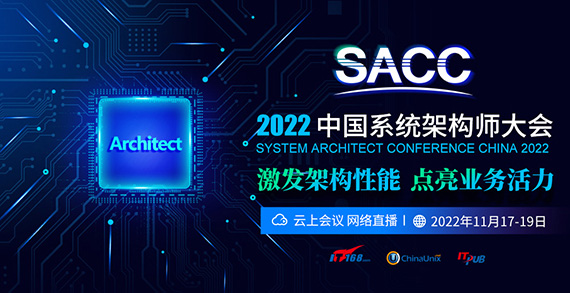 SACC
Architect
2022 中国系统架构师大会
SYSTEM ARCHITECT CONFERENCE CHINA 2022
激发架构性能 点亮业务活力
云上会议 网络直播 | 2022年11月17-19日
IT168.com ChinaUnix ITPUB